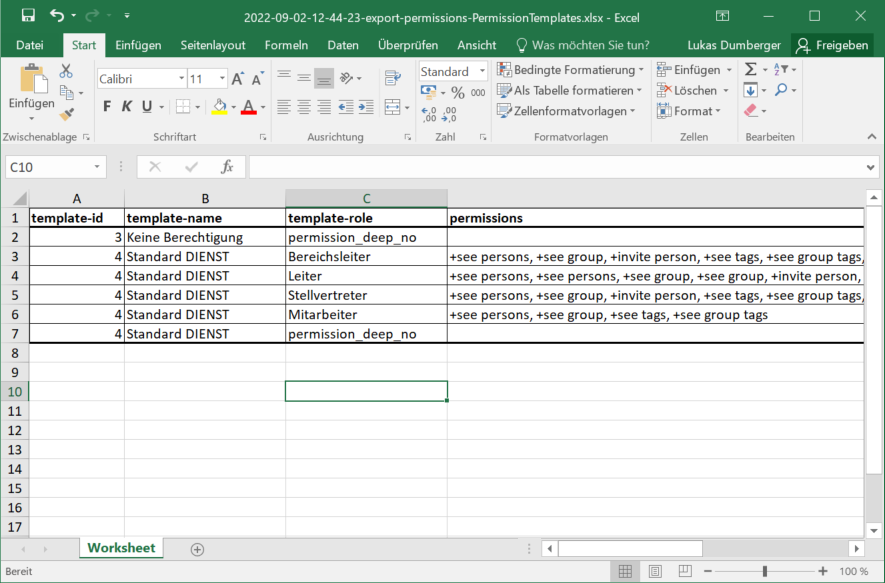 2022-09-02-12-44-23-export-permissions-PermissionTemplates.xlsx - Excel
Datei Start Einfügen Seitenlayout Formeln Daten Überprüfen Ansicht Was möchten Sie tun? Lukas Dumberger Freigeben
Einfügen
Zwischenablage
Calibri 11 A A
F K U A
Schriftart
Ausrichtung
Standard
% 000
,00 ,00
,00 ,0
Zahl
Bedingte Formatierung
Als Tabelle formatieren
Zellenformatvorlagen
Formatvorlagen
Einfügen
Löschen
Format
Zellen
Σ
Bearbeiten
C10 fx
A B C
1 template-id template-name template-role permissions
2 3 Keine Berechtigung permission_deep_no
3 4 Standard DIENST Bereichsleiter +see persons, +see group, +invite person, +see tags, +see group tags,
4 4 Standard DIENST Leiter +see persons, +see persons, +see group, +see group, +invite person,
5 4 Standard DIENST Stellvertreter +see persons, +see group, +invite person, +see tags, +see group tags,
6 4 Standard DIENST Mitarbeiter +see persons, +see group, +see tags, +see group tags
7 4 Standard DIENST permission_deep_no
8
9
10
11
12
13
14
15
16
17
Worksheet
Bereit 100 %